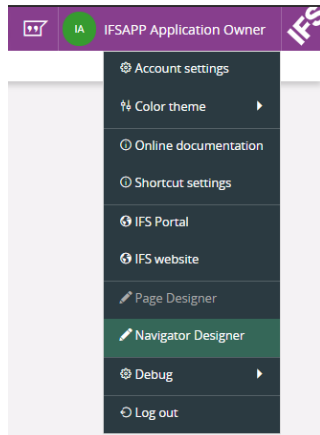 IA IFSAPP Application Owner IFS
Account settings
Color theme
Online documentation
Shortcut settings
IFS Portal
IFS website
Page Designer
Navigator Designer
Debug
Log out